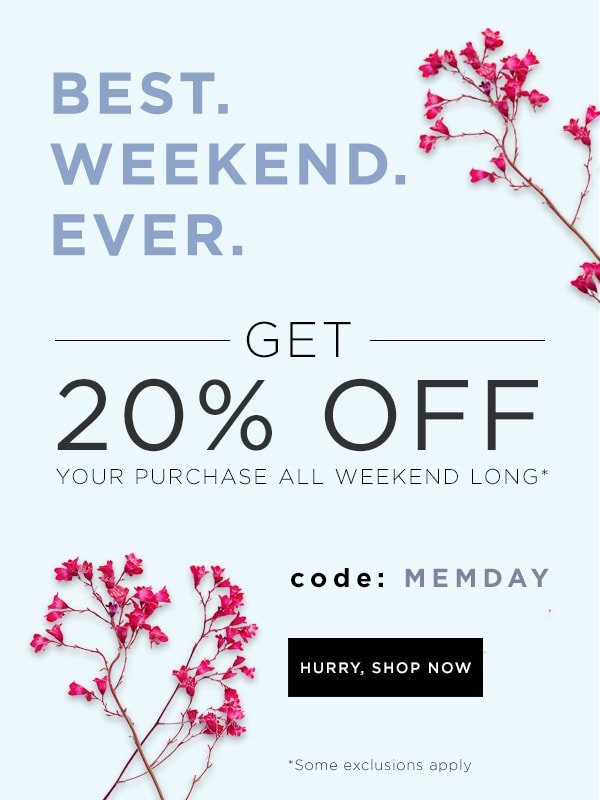 BEST.
WEEKEND.
EVER.
GET
20% OFF
YOUR PURCHASE ALL WEEKEND LONG*
code: MEMDAY
HURRY, SHOP NOW
*Some exclusions apply